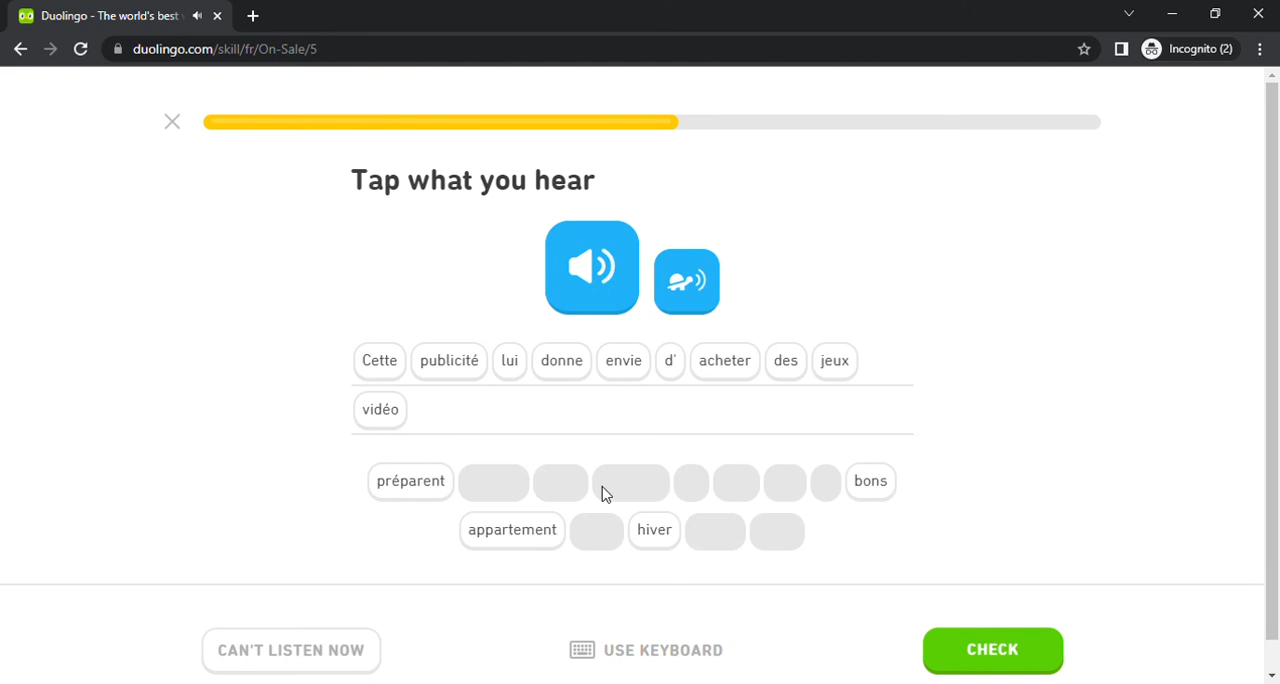 Duolingo - The world's best
duolingo.com/skill/fr/On-Sale/5
Incognito (2)
Tap what you hear
Cette publicité lui donne envie d' acheter des jeux
vidéo
préparent bons
appartement hiver
CAN'T LISTEN NOW USE KEYBOARD CHECK